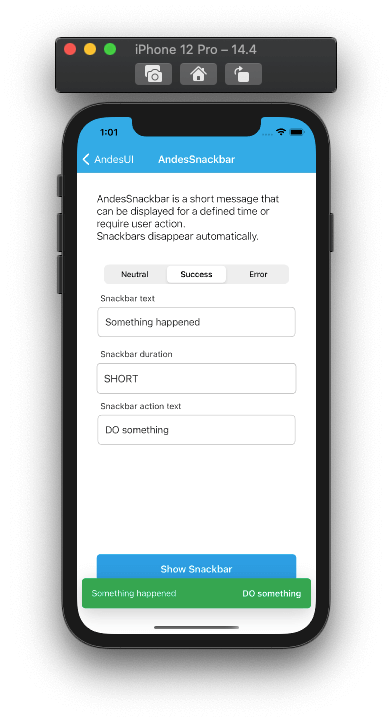 iPhone 12 Pro – 14.4
1:01
AndesUI
AndesSnackbar
AndesSnackbar is a short message that
can be displayed for a defined time or
require user action.
Snackbars disappear automatically.
Neutral
Success
Error
Snackbar text
Something happened
Snackbar duration
SHORT
Snackbar action text
DO something
Show Snackbar
Something happened
DO something